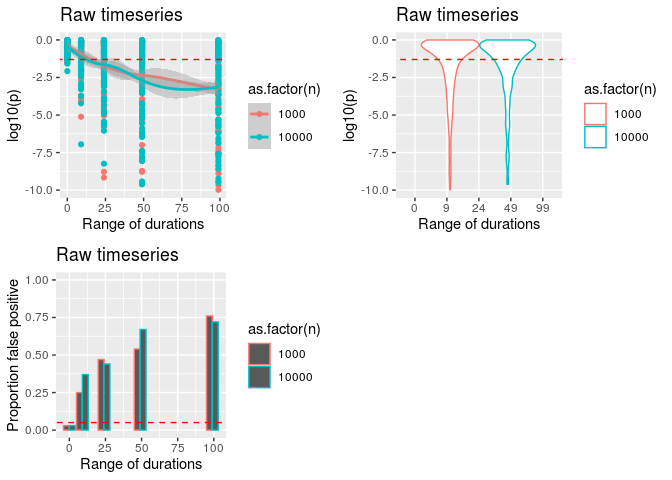 Raw timeseries
0.0
-2.5
-5.0
-7.5
-10.0
log10(p)
0 25 50 75 100
Range of durations
as.factor(n)
1000
10000
Raw timeseries
0.0
-2.5
-5.0
-7.5
-10.0
log10(p)
0 9 24 49 99
Range of durations
as.factor(n)
1000
10000
Raw timeseries
1.00
0.75
0.50
0.25
0.00
Proportion false positive
0 25 50 75 100
Range of durations
as.factor(n)
1000
10000